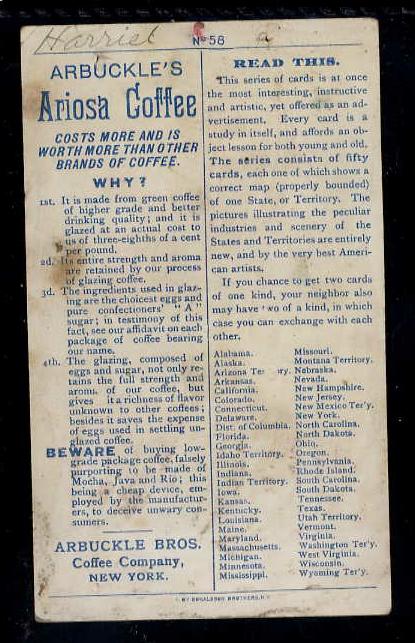 Harriet
No 58
ARBUCKLE'S
Ariosa Coffee
COSTS MORE AND IS
WORTH MORE THAN OTHER
BRANDS OF COFFEE.
WHY?
1st. It is made from green coffee
of higher grade and better
drinking quality; and it is
glazed at an actual cost to
us of three-eighths of a cent
per pound.
2d. Its entire strength and aroma
are retained by our process
of glazing coffee.
3d. The ingredients used in glaz-
ing are the choicest eggs and
pure confectioners' "A"
sugar; in testimony of this
fact, see our affidavit on each
package of coffee bearing
our name.
4th. The glazing, composed of
eggs and sugar, not only re-
tains the full strength and
aroma of our coffee, but
gives it a richness of flavor
unknown to other coffees;
besides it saves the expense
of eggs used in settling un-
glazed coffee.
BEWARE of buying low-
grade package coffee, falsely
purporting to be made of
Mocha, Java and Rio; this
being a cheap device, em-
ployed by the manufactur-
ers, to deceive unwary con-
sumers.
ARBUCKLE BROS.
Coffee Company,
NEW YORK.
READ THIS.
This series of cards is at once
the most interesting, instructive
and artistic, yet offered as an ad-
vertisement. Every card is a
study in itself, and affords an ob-
ject lesson for both young and old.
The series consists of fifty
cards, each one of which shows a
correct map (properly bounded)
of one State, or Territory. The
pictures illustrating the peculiar
industries and scenery of the
States and Territories are entirely
new, and by the very best Ameri-
can artists.
If you chance to get two cards
of one kind, your neighbor also
may have two of a kind, in which
case you can exchange with each
other.
Alabama.
Alaska.
Arizona Ter'ory.
Arkansas.
California.
Colorado.
Connecticut.
Delaware.
Dist. of Columbia.
Florida.
Georgia.
Idaho Territory.
Illinois.
Indiana.
Indian Territory.
Iowa.
Kansas.
Kentucky.
Louisiana.
Maine.
Maryland.
Massachusetts.
Michigan.
Minnesota.
Mississippi.
Missouri.
Montana Territory.
Nebraska.
Nevada.
New Hampshire.
New Jersey.
New Mexico Ter'y.
New York.
North Carolina.
North Dakota.
Ohio.
Oregon.
Pennsylvania.
Rhode Island.
South Carolina.
South Dakota.
Tennessee.
Texas.
Utah Territory.
Vermont.
Virginia.
Washington Ter'y.
West Virginia.
Wisconsin.
Wyoming Ter'y.
BY DONALDSON BROTHERS, N.Y.